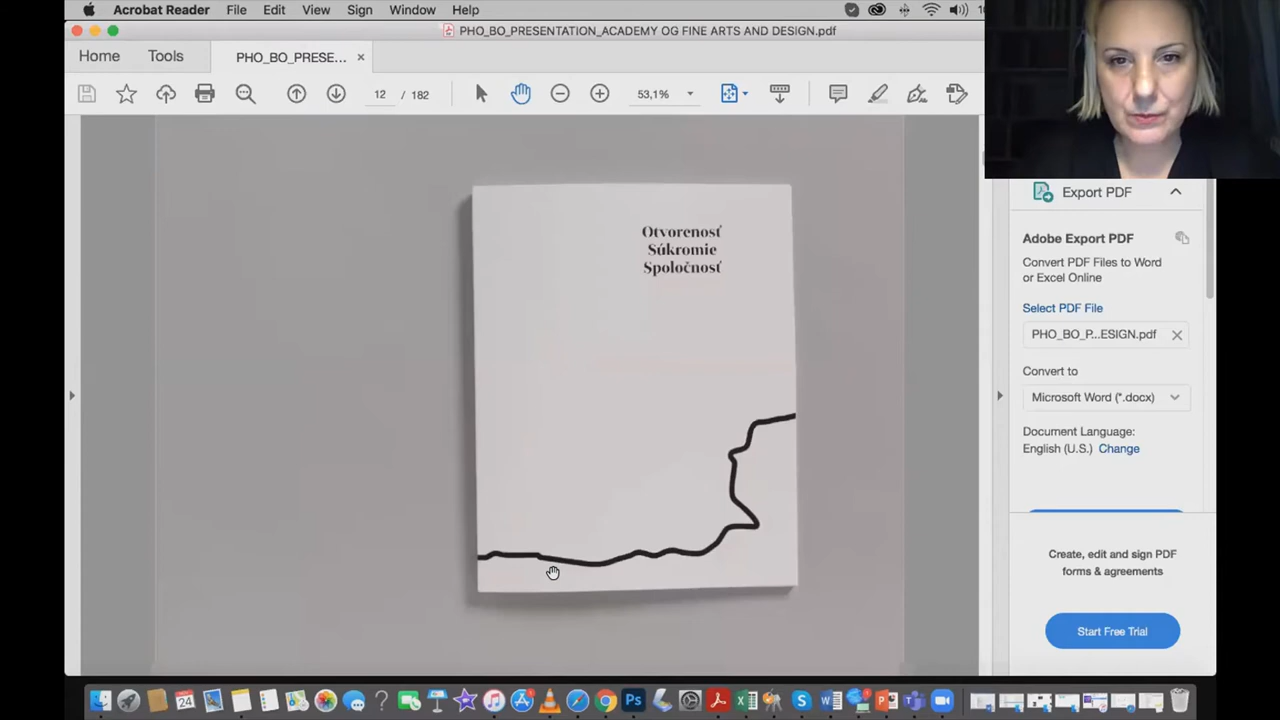 Acrobat Reader File Edit View Sign Window Help
PHO_BO_PRESENTATION_ACADEMY OG FINE ARTS AND DESIGN.pdf
Home Tools PHO_BO_PRESE... ×
12 / 182 53,1%
Otvorenosť
Súkromie
Spoločnosť
Export PDF
Adobe Export PDF
Convert PDF Files to Word
or Excel Online
Select PDF File
PHO_BO_P...ESIGN.pdf
Convert to
Microsoft Word (*.docx)
Document Language:
English (U.S.) Change
Create, edit and sign PDF
forms & agreements
Start Free Trial
24